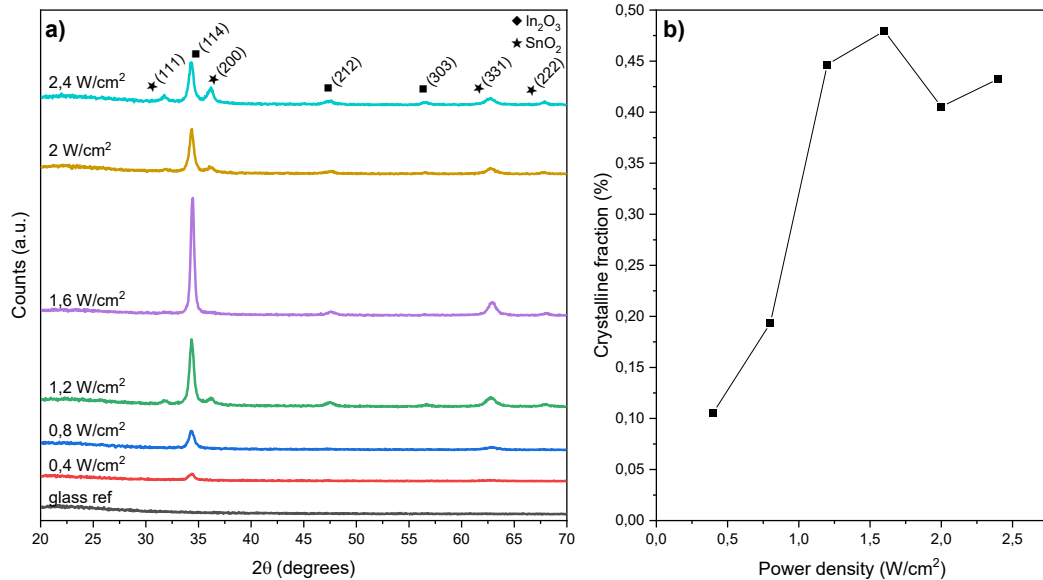 a)
◆ In₂O₃
★ SnO₂
★(111)
■(114)
★(200)
■(212)
■(303)
★(331)
★(222)
2,4 W/cm²
2 W/cm²
1,6 W/cm²
1,2 W/cm²
0,8 W/cm²
0,4 W/cm²
glass ref
Counts (a.u.)
20 25 30 35 40 45 50 55 60 65 70
2θ (degrees)
b)
0,50
0,45
0,40
0,35
0,30
0,25
0,20
0,15
0,10
0,05
0,00
Crystalline fraction (%)
0,0 0,5 1,0 1,5 2,0 2,5
Power density (W/cm²)